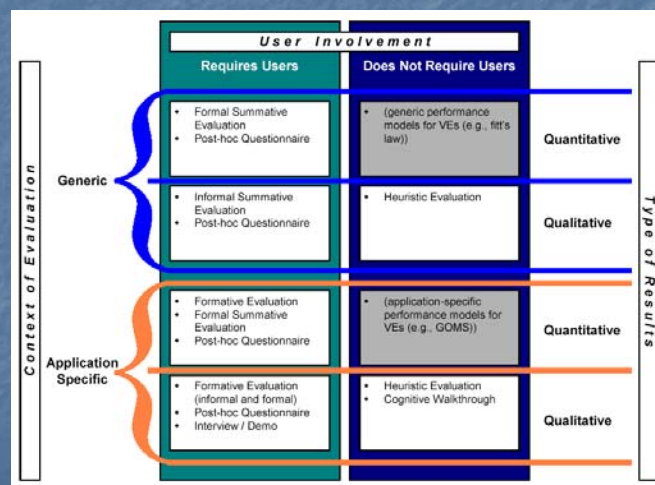 User Involvement
Requires Users
Does Not Require Users
Context of Evaluation
Generic
• Formal Summative
Evaluation
• Post-hoc Questionnaire
• (generic performance
models for VEs (e.g., fitt's
law))
Quantitative
• Informal Summative
Evaluation
• Post-hoc Questionnaire
• Heuristic Evaluation
Qualitative
Application
Specific
• Formative Evaluation
• Formal Summative
Evaluation
• Post-hoc Questionnaire
• (application-specific
performance models for
VEs (e.g., GOMS))
Quantitative
• Formative Evaluation
(informal and formal)
• Post-hoc Questionnaire
• Interview / Demo
• Heuristic Evaluation
• Cognitive Walkthrough
Qualitative
Type of Results